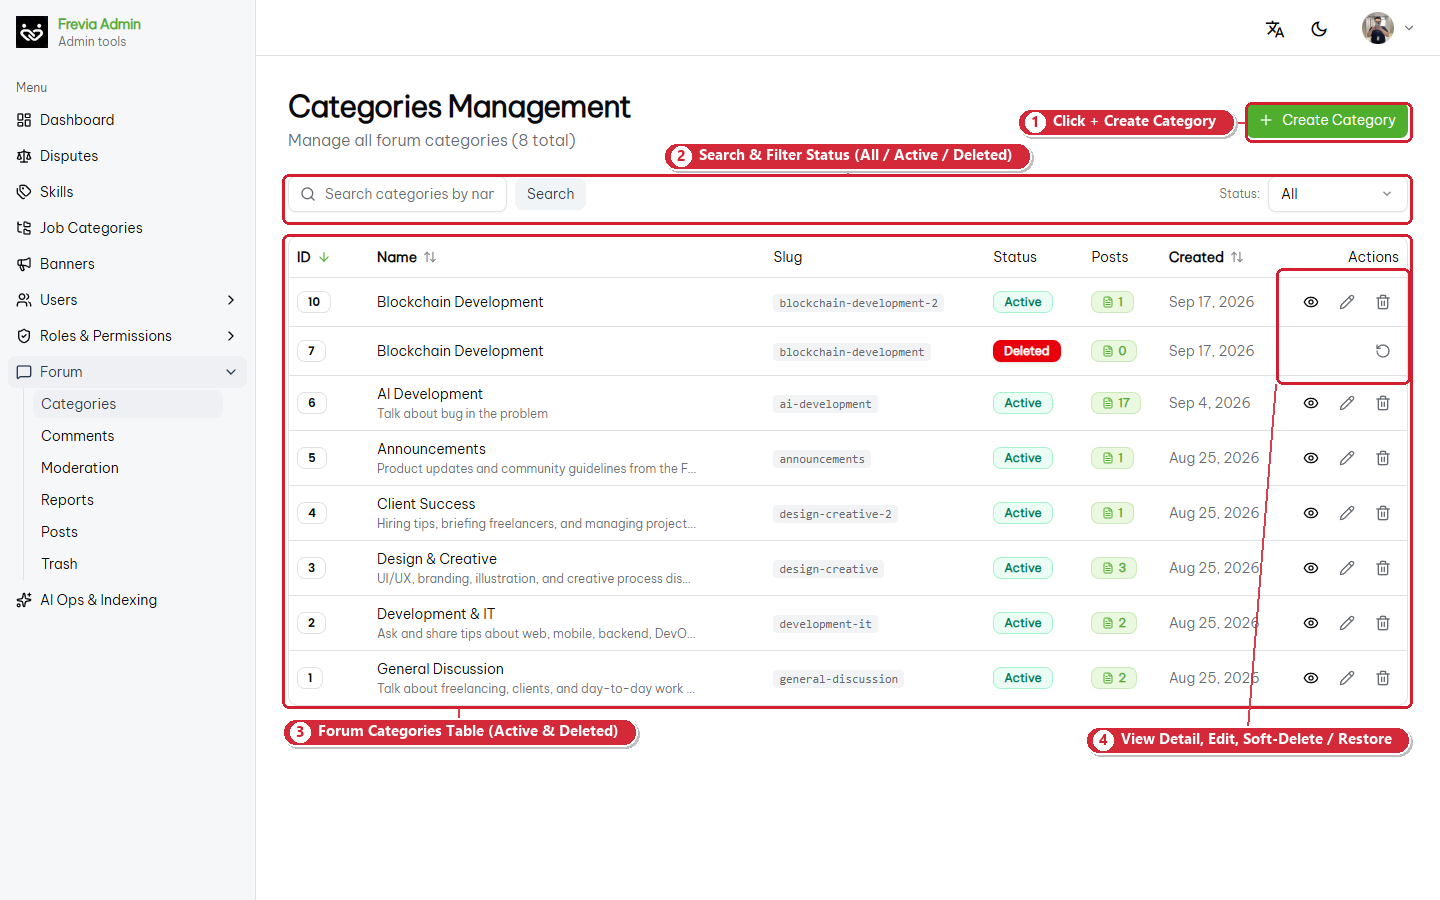 Frevia Admin
Admin tools
Menu
Dashboard
Disputes
Skills
Job Categories
Banners
Users
Roles & Permissions
Forum
Categories
Comments
Moderation
Reports
Posts
Trash
AI Ops & Indexing
Categories Management
Manage all forum categories (8 total)
1 Click + Create Category
+ Create Category
2 Search & Filter Status (All / Active / Deleted)
Search categories by nar
Search
Status: All
ID Name Slug Status Posts Created Actions
10 Blockchain Development blockchain-development-2 Active 1 Sep 17, 2026
7 Blockchain Development blockchain-development Deleted 0 Sep 17, 2026
6 AI Development ai-development Active 17 Sep 4, 2026
Talk about bug in the problem
5 Announcements announcements Active 1 Aug 25, 2026
Product updates and community guidelines from the F...
4 Client Success design-creative-2 Active 1 Aug 25, 2026
Hiring tips, briefing freelancers, and managing project...
3 Design & Creative design-creative Active 3 Aug 25, 2026
UI/UX, branding, illustration, and creative process dis...
2 Development & IT development-it Active 2 Aug 25, 2026
Ask and share tips about web, mobile, backend, DevO...
1 General Discussion general-discussion Active 2 Aug 25, 2026
Talk about freelancing, clients, and day-to-day work ...
3 Forum Categories Table (Active & Deleted)
4 View Detail, Edit, Soft-Delete / Restore